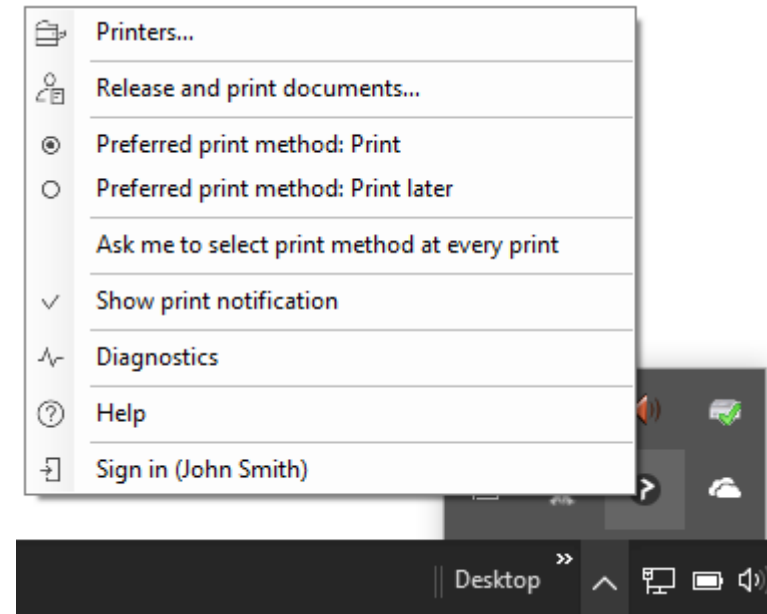 Printers...
Release and print documents...
Preferred print method: Print
Preferred print method: Print later
Ask me to select print method at every print
Show print notification
Diagnostics
Help
Sign in (John Smith)
Desktop